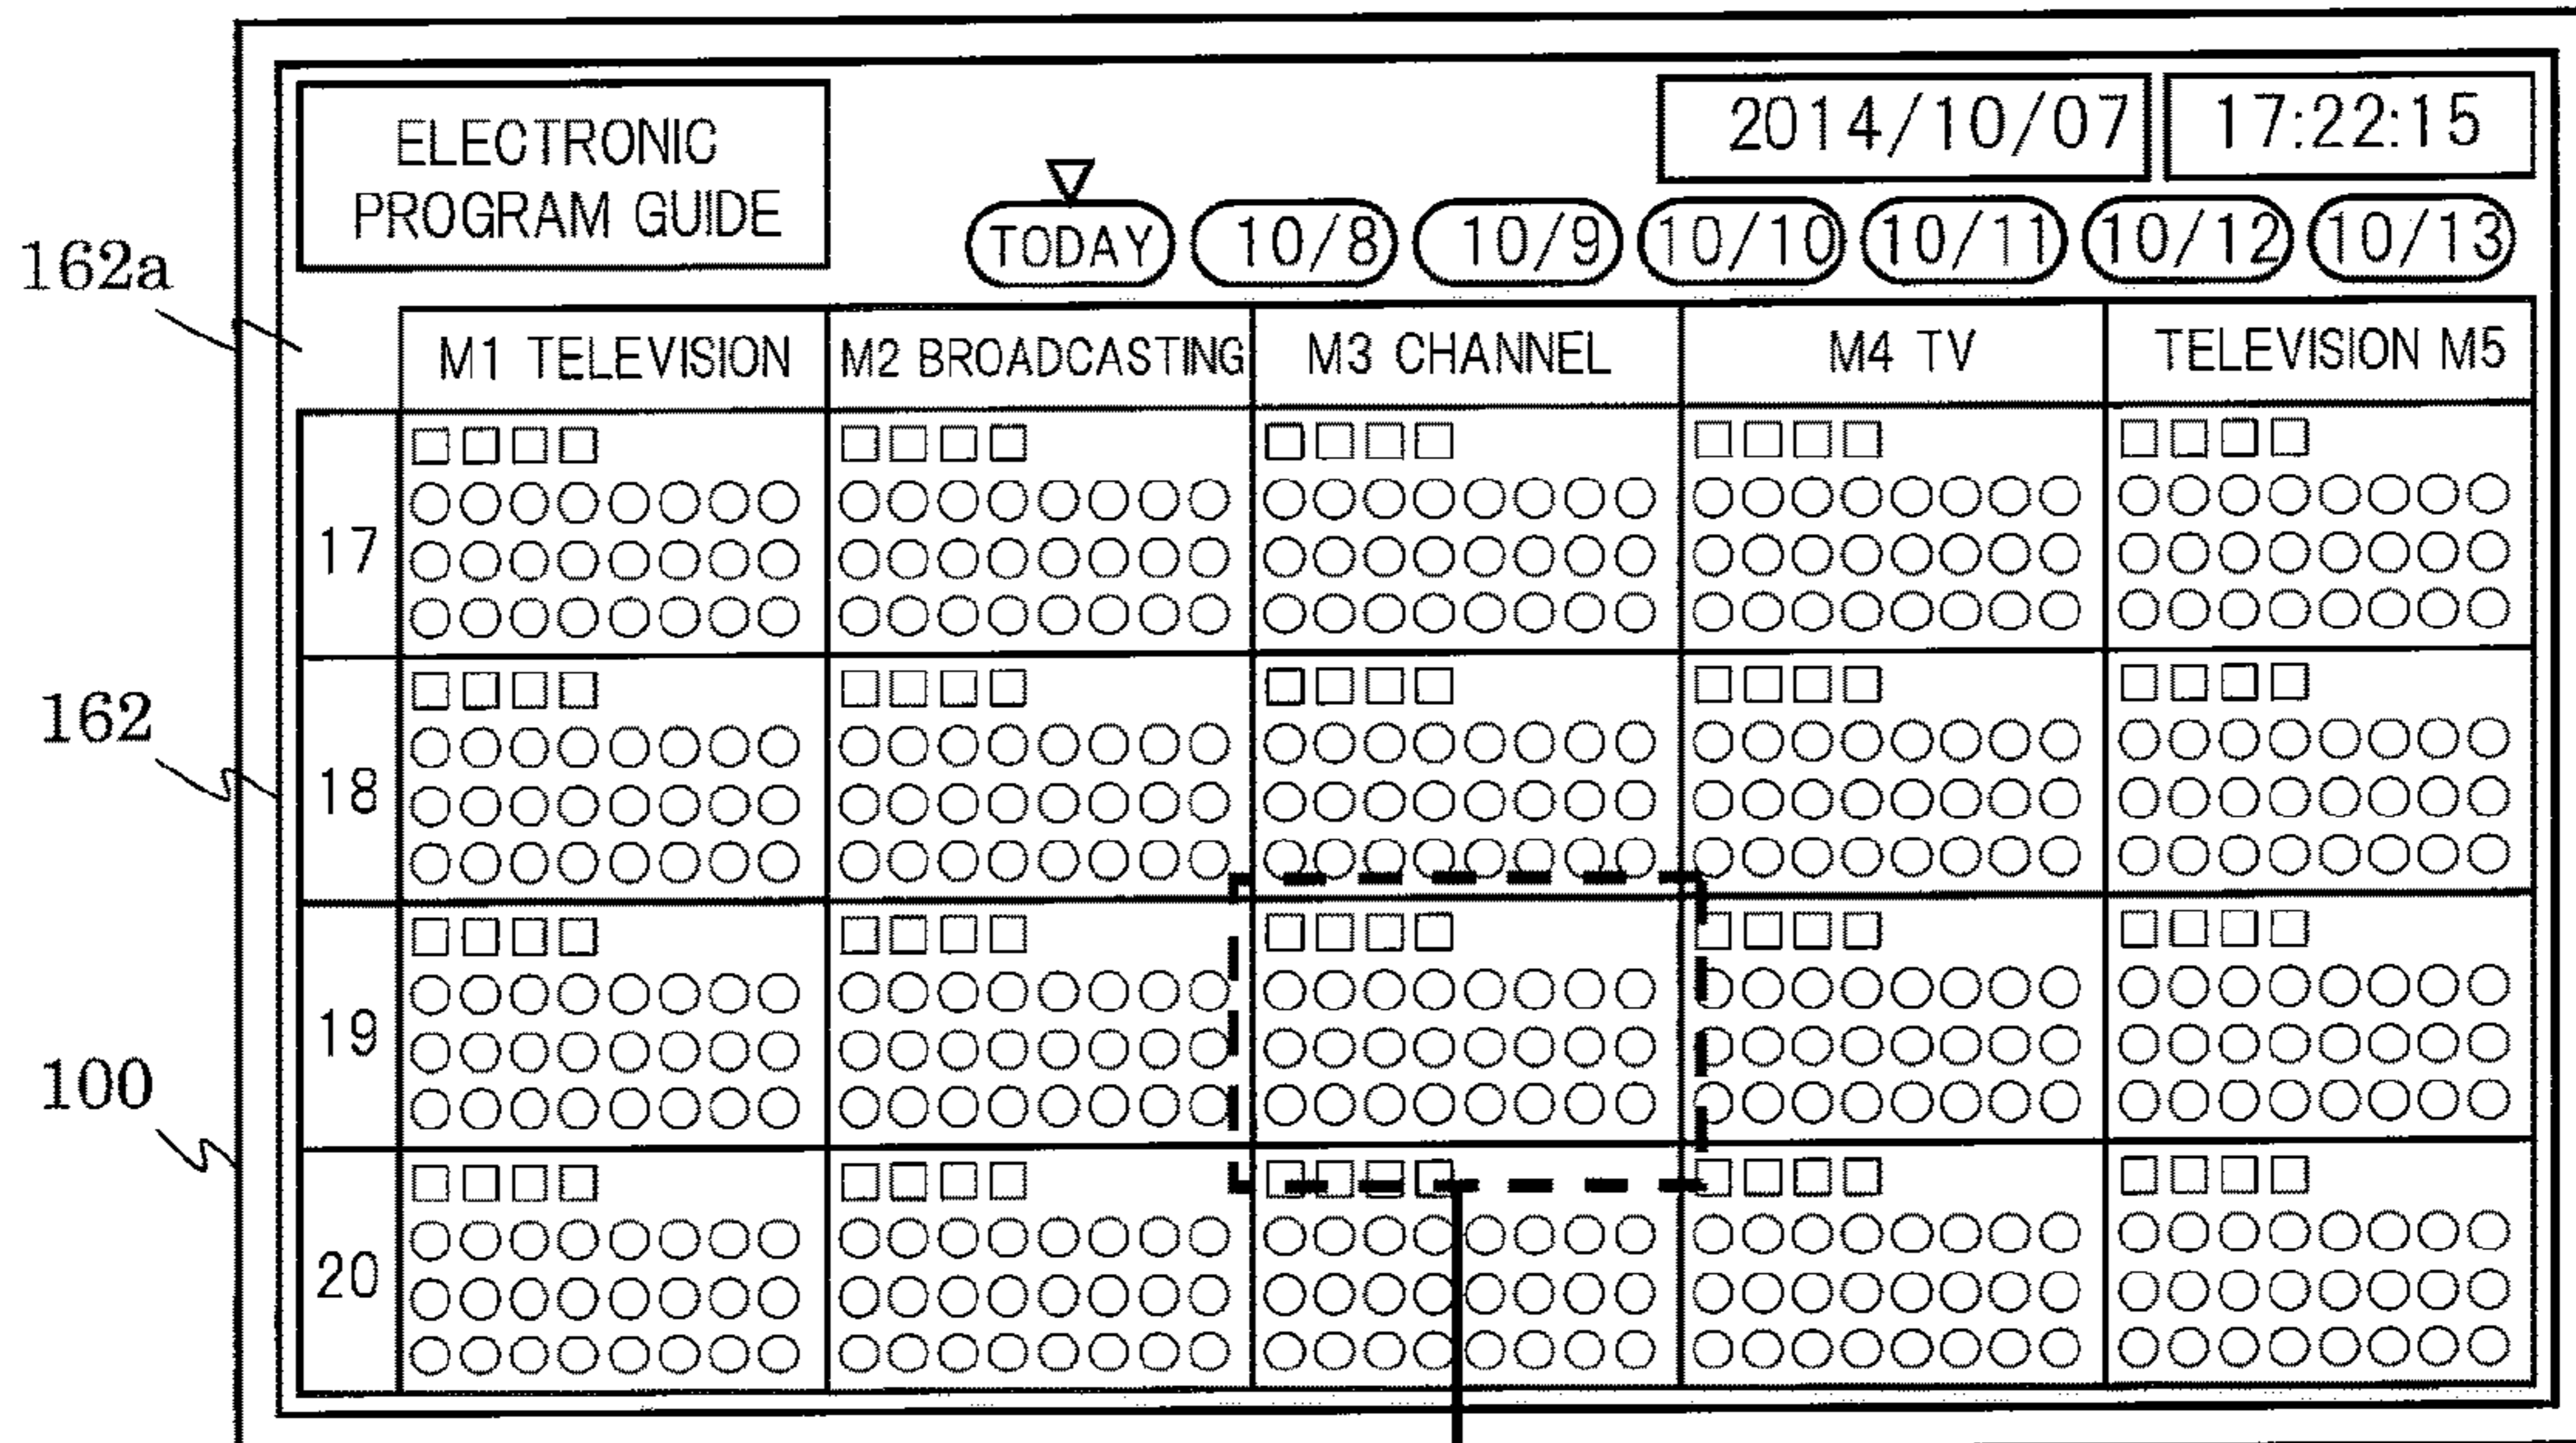 2014/10/07 17:22:15
ELECTRONIC
PROGRAM GUIDE
TODAY 10/8 10/9 10/10 10/11 10/12 10/13
162a
M1 TELEVISION M2 BROADCASTING M3 CHANNEL M4 TV TELEVISION M5
□□□□ □□□□ □□□□ □□□□ □□□□
○○○○○○○○ ○○○○○○○○ ○○○○○○○○ ○○○○○○○○ ○○○○○○○○
17 ○○○○○○○○ ○○○○○○○○ ○○○○○○○○ ○○○○○○○○ ○○○○○○○○
○○○○○○○○ ○○○○○○○○ ○○○○○○○○ ○○○○○○○○ ○○○○○○○○
□□□□ □□□□ □□□□ □□□□ □□□□
162
○○○○○○○○ ○○○○○○○○ ○○○○○○○○ ○○○○○○○○ ○○○○○○○○
18 ○○○○○○○○ ○○○○○○○○ ○○○○○○○○ ○○○○○○○○ ○○○○○○○○
○○○○○○○○ ○○○○○○○○ ○○○○○○○○ ○○○○○○○○ ○○○○○○○○
□□□□ □□□□ □□□□ □□□□ □□□□
○○○○○○○○ ○○○○○○○○ ○○○○○○○○ ○○○○○○○○ ○○○○○○○○
19 ○○○○○○○○ ○○○○○○○○ ○○○○○○○○ ○○○○○○○○ ○○○○○○○○
100
○○○○○○○○ ○○○○○○○○ ○○○○○○○○ ○○○○○○○○ ○○○○○○○○
□□□□ □□□□ □□□□ □□□□ □□□□
○○○○○○○○ ○○○○○○○○ ○○○○○○○○ ○○○○○○○○ ○○○○○○○○
20 ○○○○○○○○ ○○○○○○○○ ○○○○○○○○ ○○○○○○○○ ○○○○○○○○
○○○○○○○○ ○○○○○○○○ ○○○○○○○○ ○○○○○○○○ ○○○○○○○○